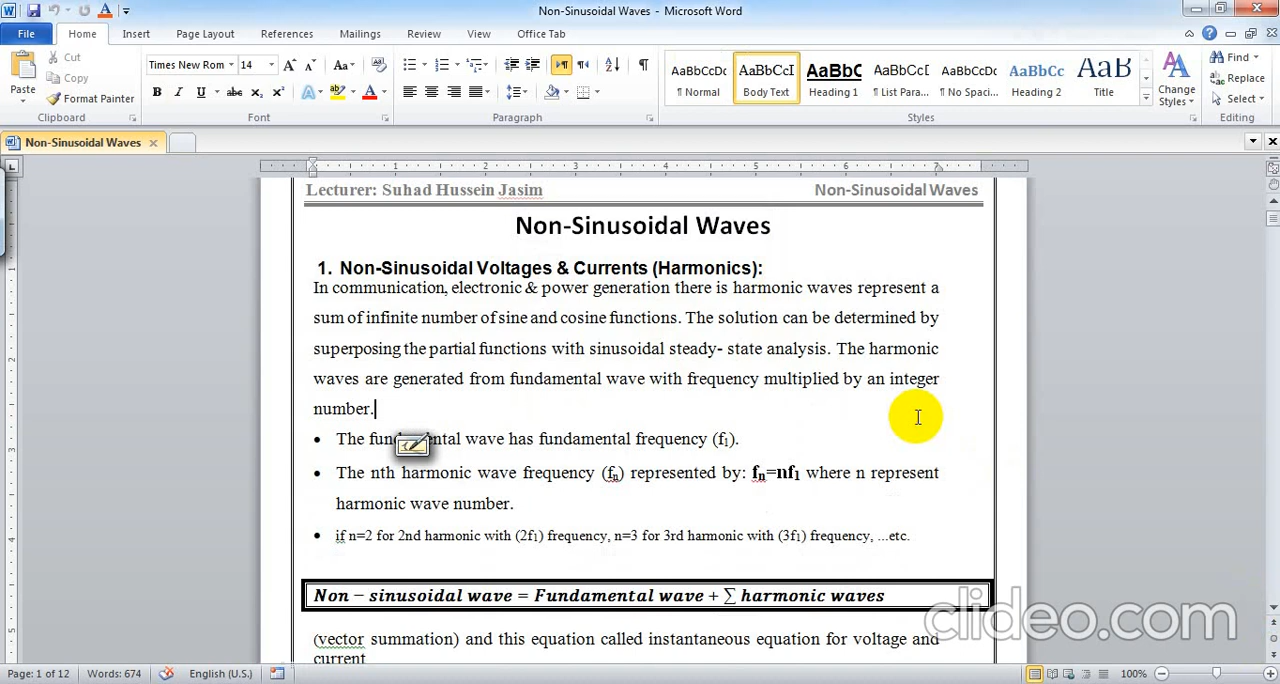 Non-Sinusoidal Waves - Microsoft Word
File Home Insert Page Layout References Mailings Review View Office Tab
Paste
Cut
Copy
Format Painter
Clipboard
Times New Rom 14
Font
Paragraph
AaBbCcDc AaBbCcI AaBbC AaBbCcD AaBbCcDc AaBbCc AaB
¶ Normal Body Text Heading 1 ¶ List Para... ¶ No Spaci... Heading 2 Title
Change Styles
Styles
Find
Replace
Select
Editing
Non-Sinusoidal Waves
1 2 3 4 5 6 7
Lecturer: Suhad Hussein Jasim Non-Sinusoidal Waves
Non-Sinusoidal Waves
1. Non-Sinusoidal Voltages & Currents (Harmonics):
In communication, electronic & power generation there is harmonic waves represent a
sum of infinite number of sine and cosine functions. The solution can be determined by
superposing the partial functions with sinusoidal steady- state analysis. The harmonic
waves are generated from fundamental wave with frequency multiplied by an integer
number.
• The fundamental wave has fundamental frequency (f₁).
• The nth harmonic wave frequency (fₙ) represented by: fₙ=nf₁ where n represent
harmonic wave number.
• if n=2 for 2nd harmonic with (2f₁) frequency, n=3 for 3rd harmonic with (3f₁) frequency, ...etc.
Non − sinusoidal wave = Fundamental wave + ∑ harmonic waves
(vector summation) and this equation called instantaneous equation for voltage and
current
clideo.com
Page: 1 of 12 Words: 674 English (U.S.) 100%